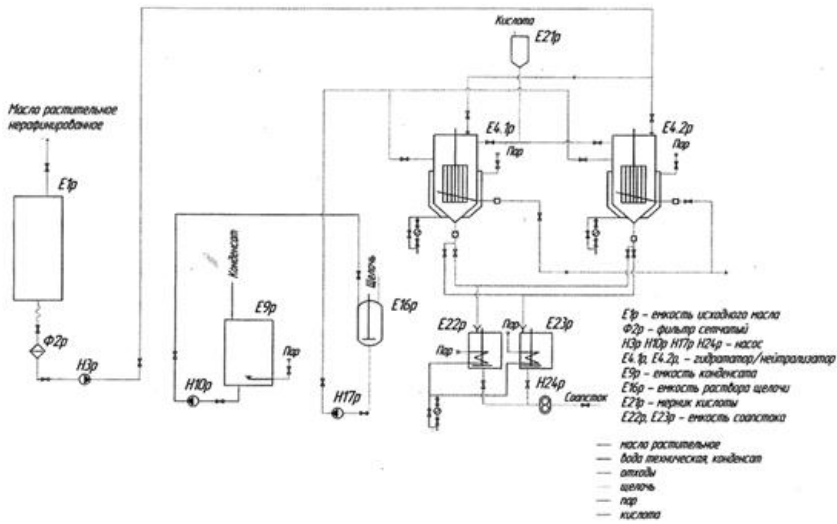 Кислота
Е21р
Масло растительное
нерафинированное
Е4.1р
Е4.2р
Пар
Пар
Е1р
Конденсат
Щелочь
Е9р
Е16р
Пар
Ф2р
Н3р
Н10р
Н17р
Е22р
Е23р
Пар
Пар
Н24р
Соапсток
Е1р – емкость исходного масла
Ф2р – фильтр сетчатый
Н3р Н10р Н17р Н24р – насос
Е4.1р, Е4.2р, – гидрататор/нейтрализатор
Е9р – емкость конденсата
Е16р – емкость раствора щелочи
Е21р – мерник кислоты
Е22р, Е23р – емкость соапстока
масло растительное
вода техническая, конденсат
отходы
щелочь
пар
кислота